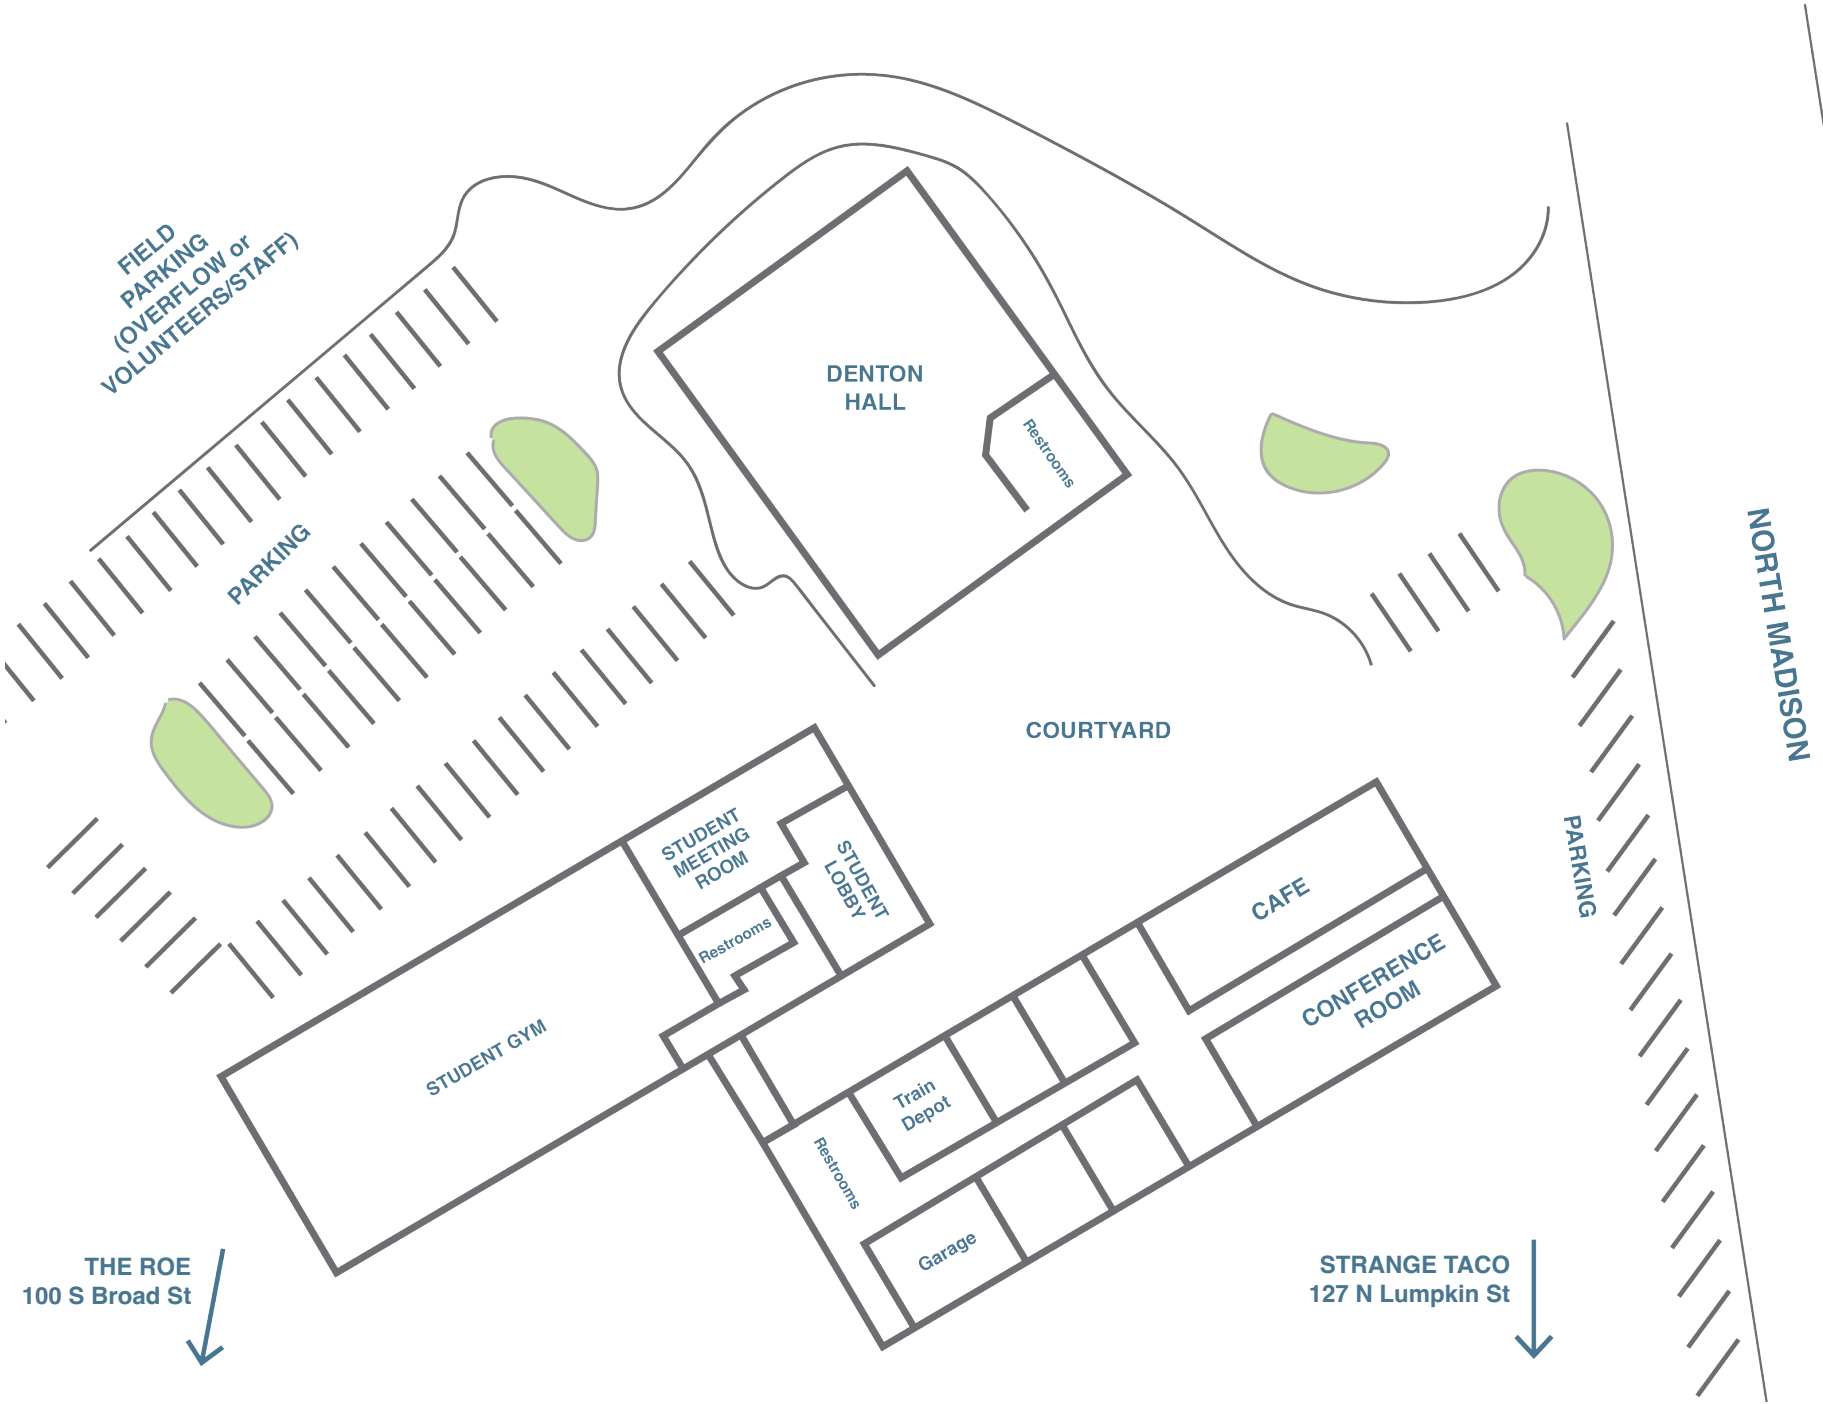 FIELD
PARKING
(OVERFLOW or
VOLUNTEERS/STAFF)
DENTON
HALL
Restrooms
PARKING
NORTH MADISON
COURTYARD
STUDENT
MEETING
ROOM
STUDENT
LOBBY
Restrooms
CAFE
PARKING
CONFERENCE
ROOM
STUDENT GYM
Train
Depot
Restrooms
Garage
THE ROE
100 S Broad St
STRANGE TACO
127 N Lumpkin St